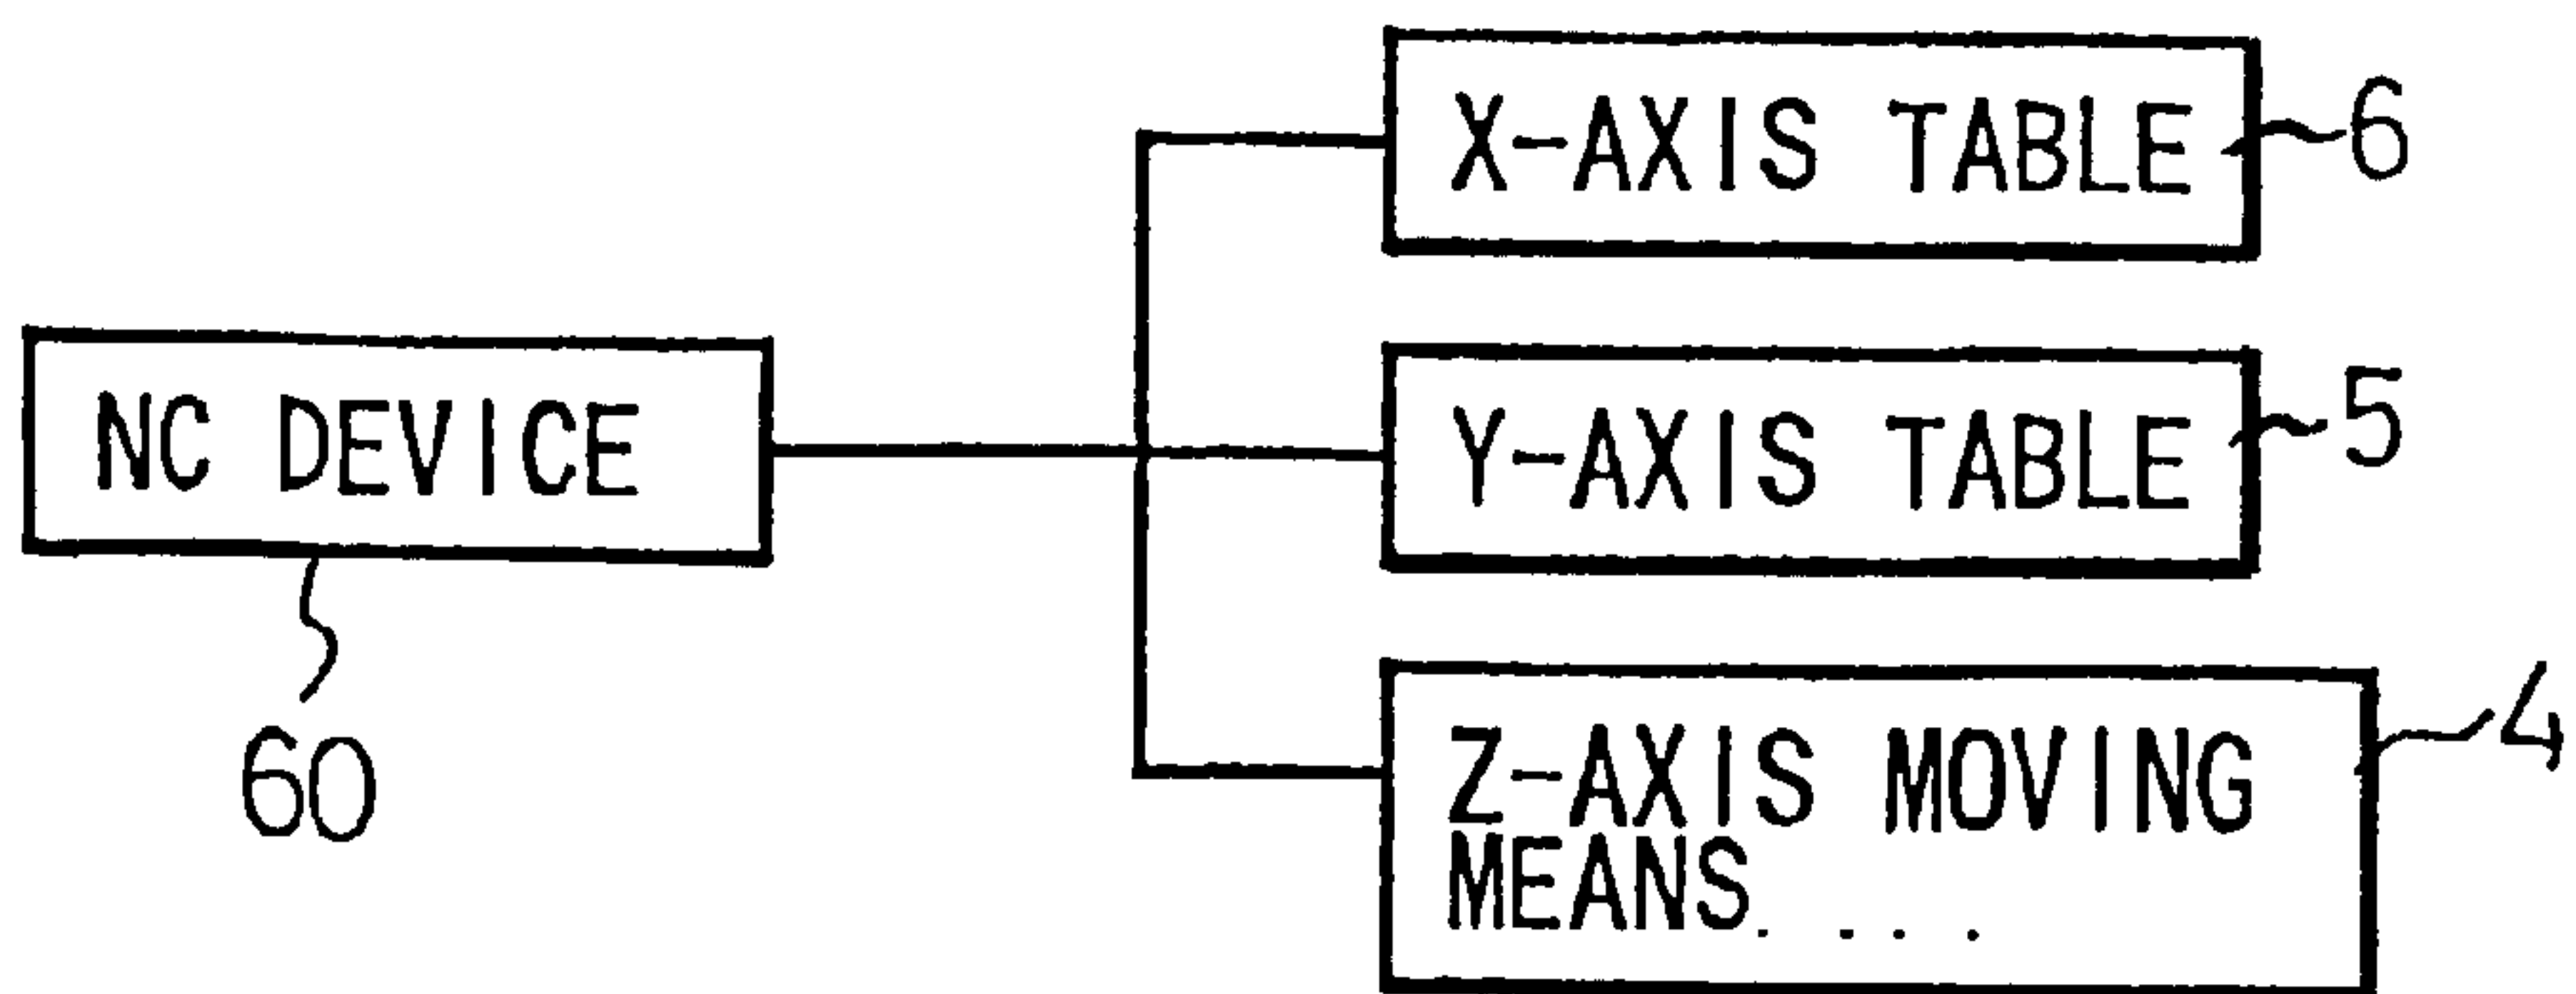 X-AXIS TABLE
6
NC DEVICE
60
Y-AXIS TABLE
5
Z-AXIS MOVING
MEANS. . . .
4